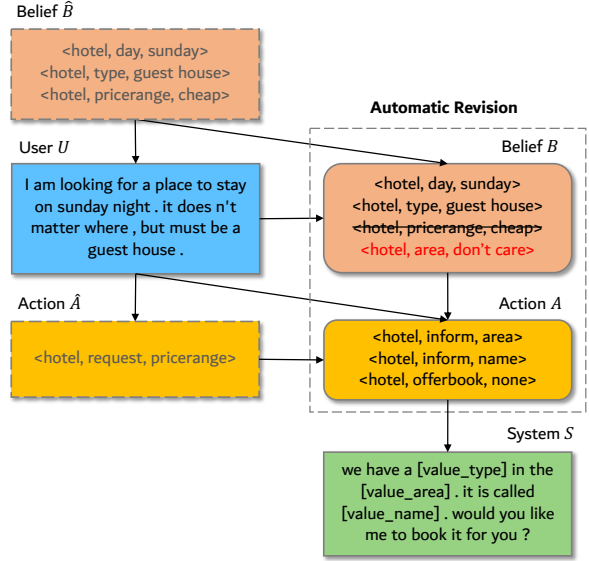 Belief B̂
<hotel, day, sunday>
<hotel, type, guest house>
<hotel, pricerange, cheap>
Automatic Revision
User U
Belief B
I am looking for a place to stay
on sunday night . it does n't
matter where , but must be a
guest house .
<hotel, day, sunday>
<hotel, type, guest house>
<hotel, pricerange, cheap>
<hotel, area, don't care>
Action Â
Action A
<hotel, request, pricerange>
<hotel, inform, area>
<hotel, inform, name>
<hotel, offerbook, none>
System S
we have a [value_type] in the
[value_area] . it is called
[value_name] . would you like
me to book it for you ?